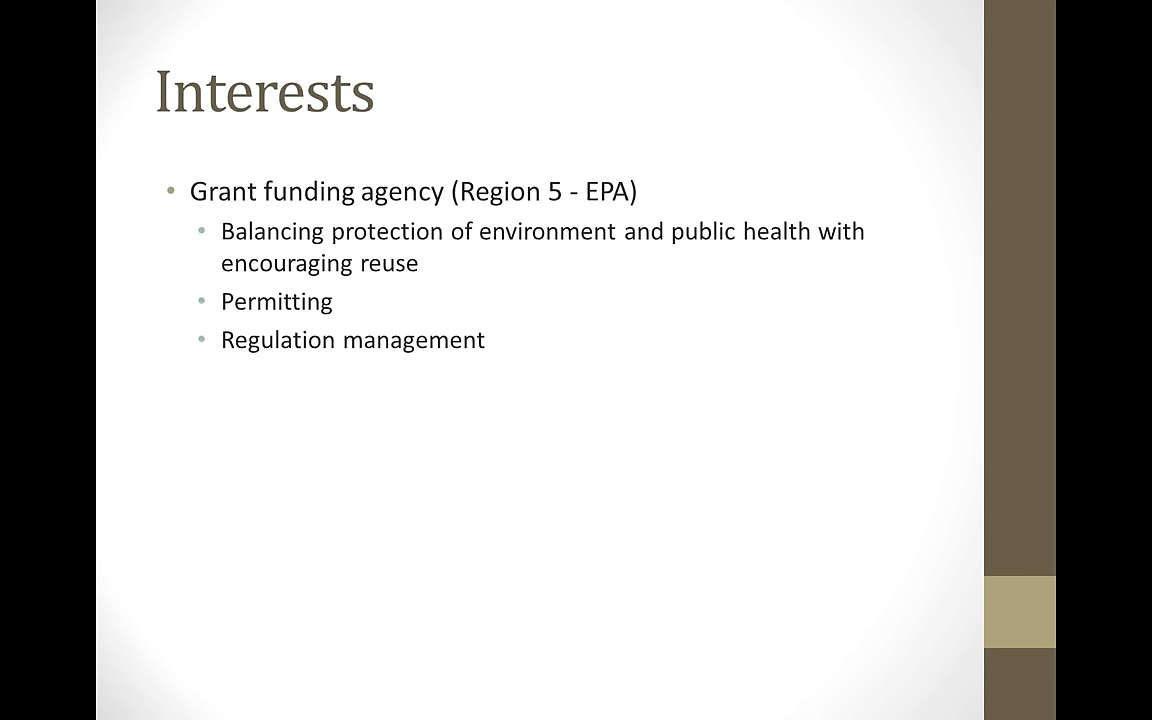 Interests
• Grant funding agency (Region 5 - EPA)
• Balancing protection of environment and public health with
encouraging reuse
• Permitting
• Regulation management